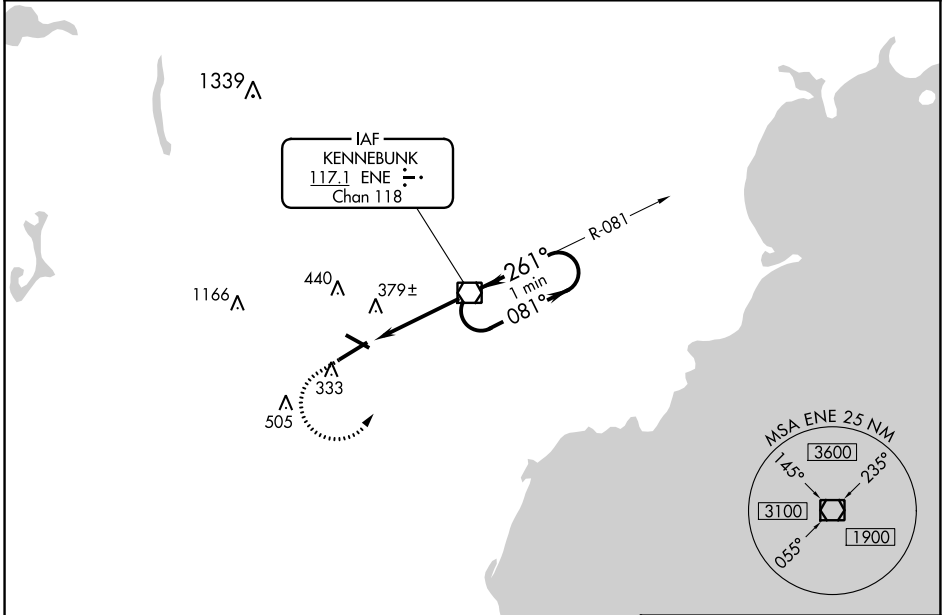 1339
IAF
KENNEBUNK
117.1 ENE
Chan 118
R-081
261°
1 min
081°
440
379±
1166
333
505
MSA ENE 25 NM
3600
145°
235°
3100
1900
055°